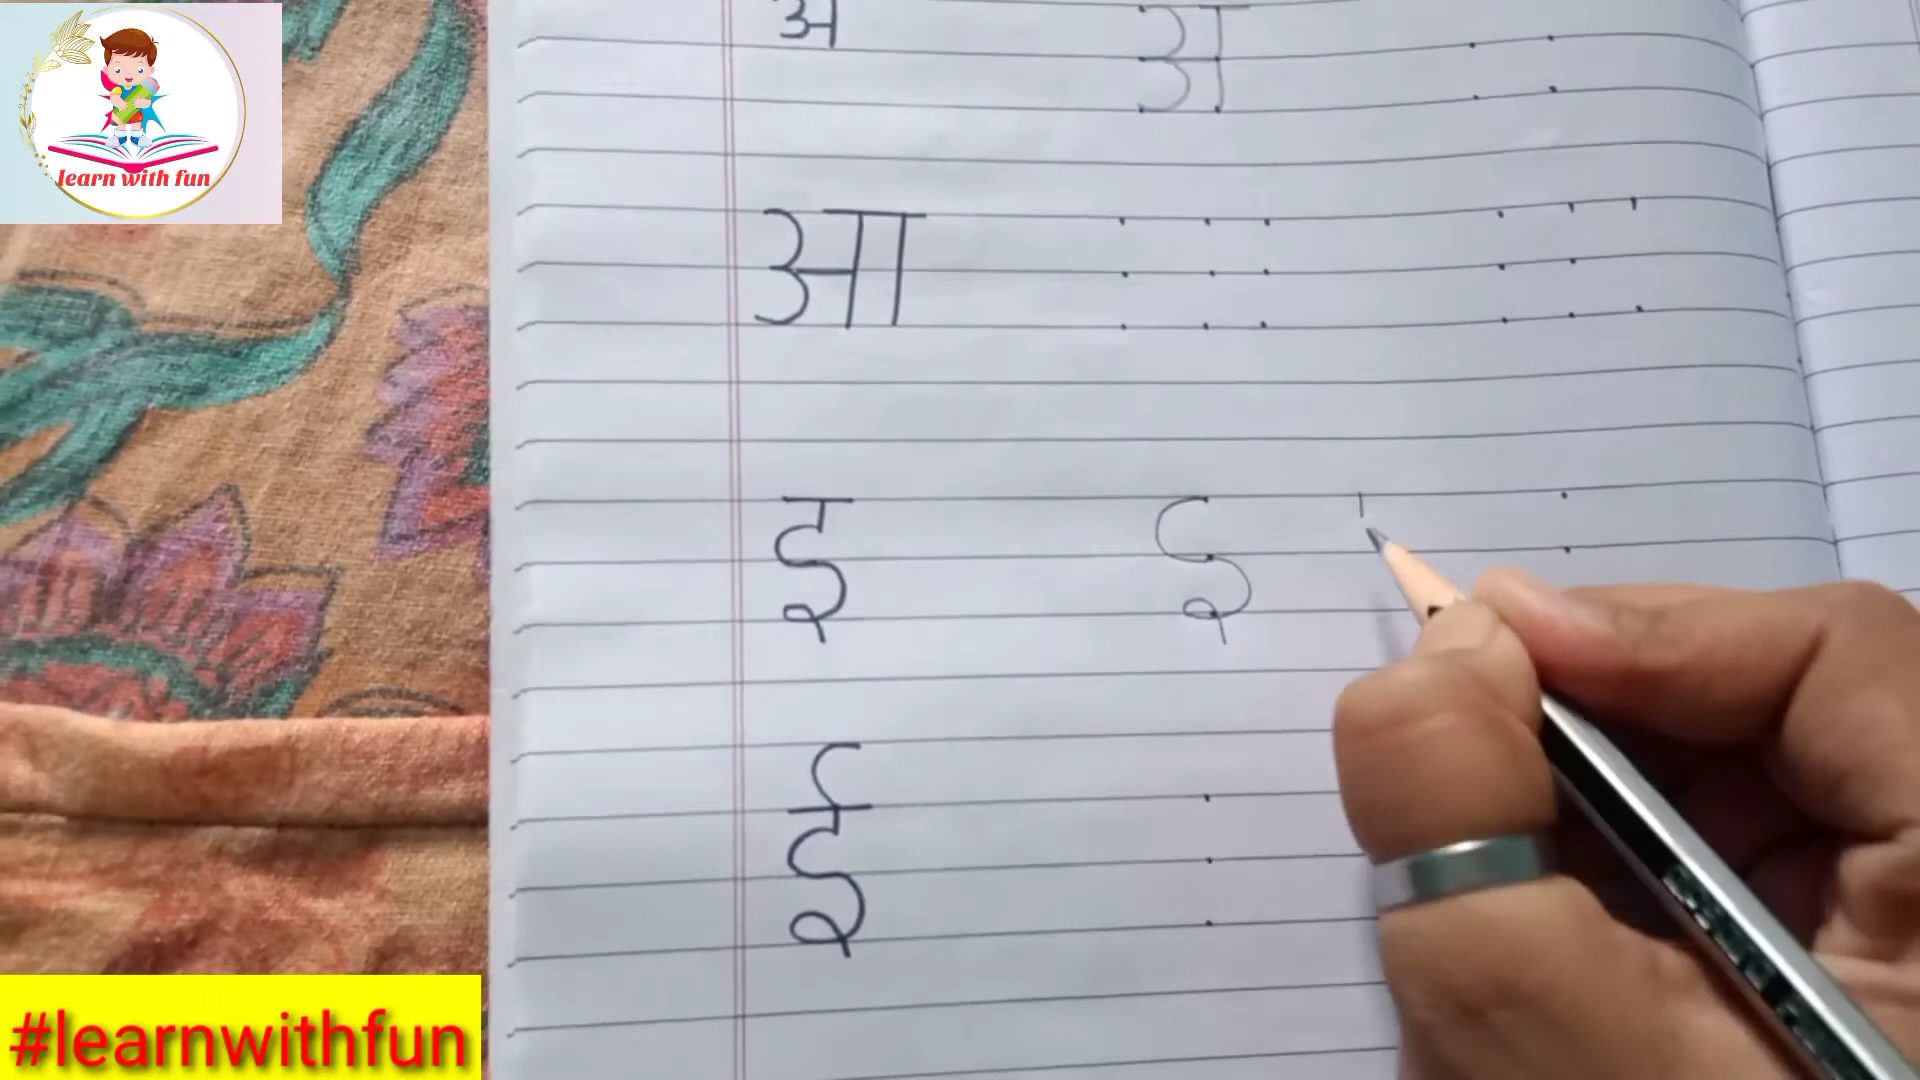 learn with fun
अ अ
आ
इ
ई
#learnwithfun